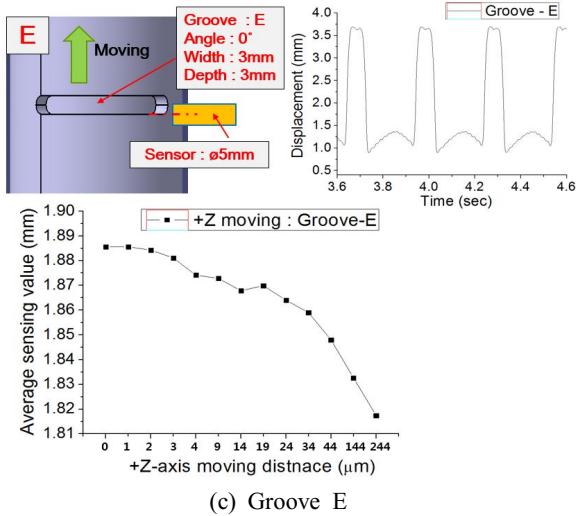 E
Moving
Groove : E
Angle : 0°
Width : 3mm
Depth : 3mm
Sensor : ø5mm
Groove - E
Displacement (mm)
4.0
3.5
3.0
2.5
2.0
1.5
1.0
0.5
3.6 3.8 4.0 4.2 4.4 4.6
Time (sec)
+Z moving : Groove-E
Average sensing value (mm)
1.90
1.89
1.88
1.87
1.86
1.85
1.84
1.83
1.82
1.81
0 1 2 3 4 9 14 19 24 34 44 144 244
+Z-axis moving distnace (μm)
(c) Groove E